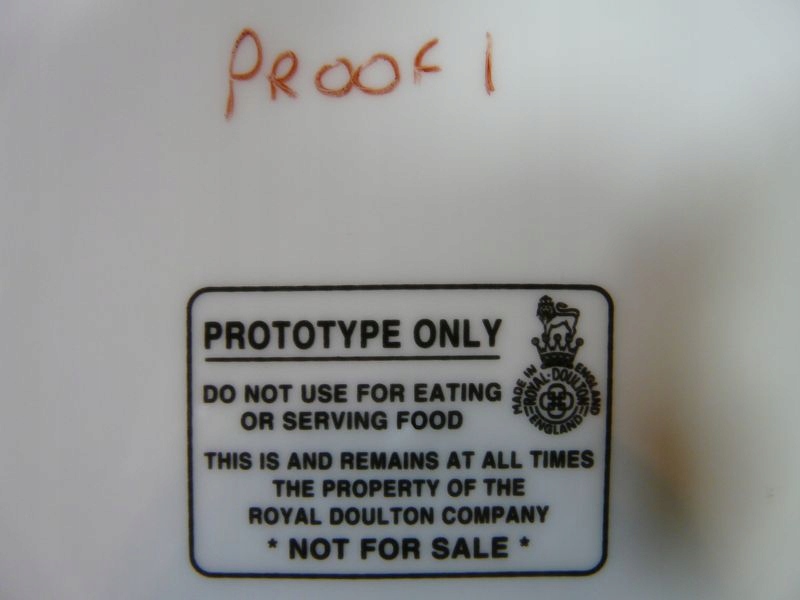 PROOF 1
PROTOTYPE ONLY
DO NOT USE FOR EATING
OR SERVING FOOD
MADE IN ENGLAND
ROYAL · DOULTON
ENGLAND
THIS IS AND REMAINS AT ALL TIMES
THE PROPERTY OF THE
ROYAL DOULTON COMPANY
* NOT FOR SALE *